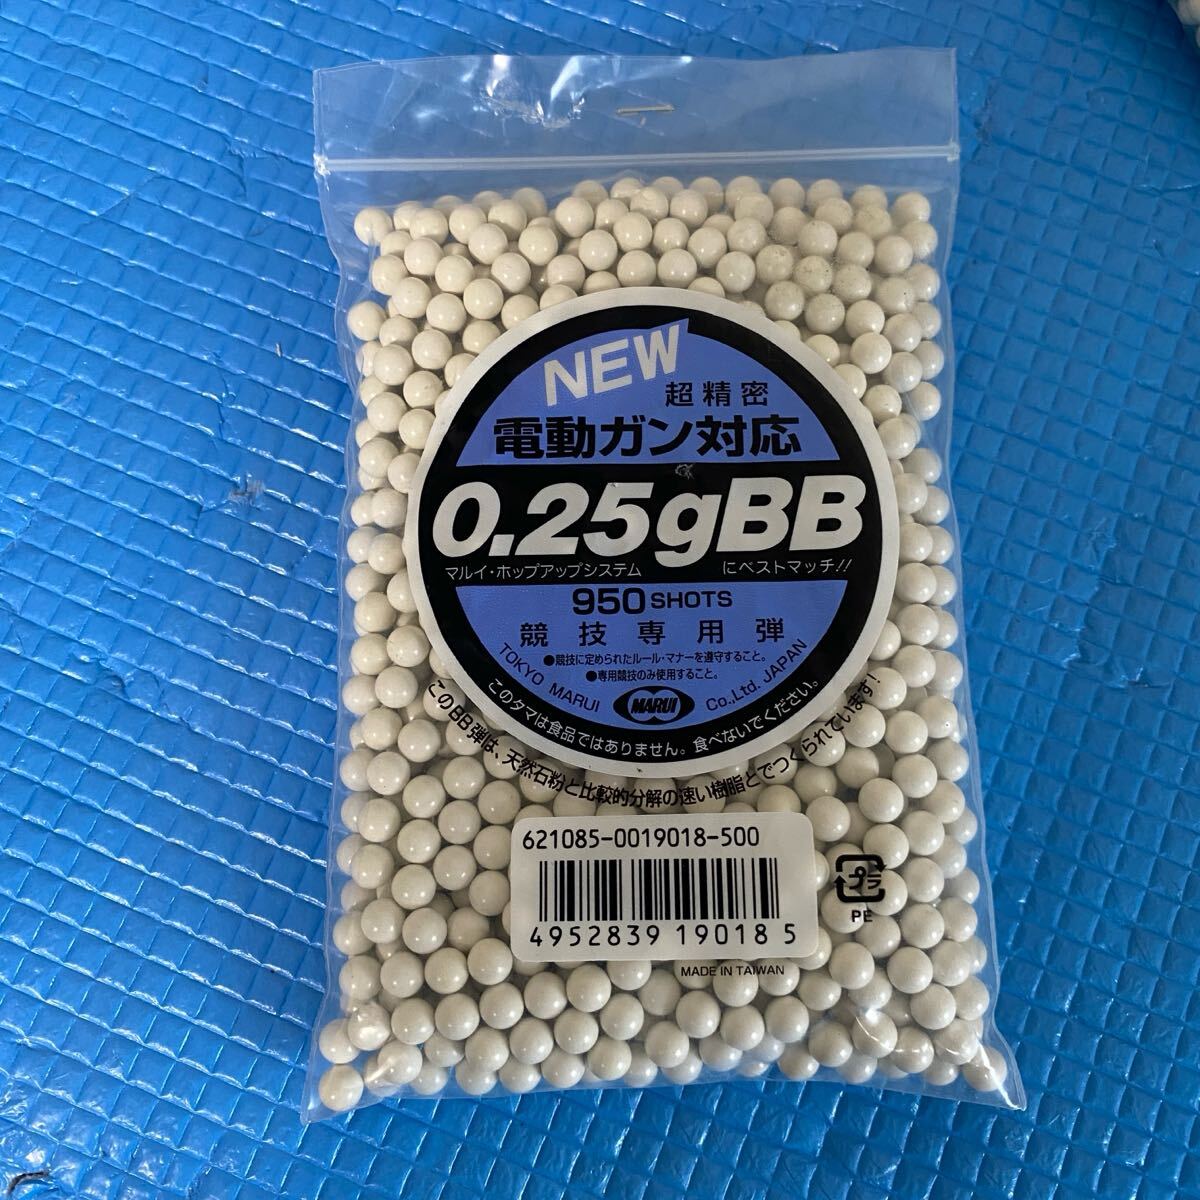 NEW
超精密
電動ガン対応
0.25gBB
マルイ・ホップアップシステム にベストマッチ!!
950 SHOTS
競技専用弾
●競技に定められたルール・マナーを遵守すること。
●専用競技のみ使用すること。
TOKYO MARUI MARUI Co.,Ltd. JAPAN
このタマは食品ではありません。食べないでください。
このBB弾は、天然石粉と比較的分解の速い樹脂とでつくられています!
621085-0019018-500
4952839 19018 5
プラ
PE
MADE IN TAIWAN